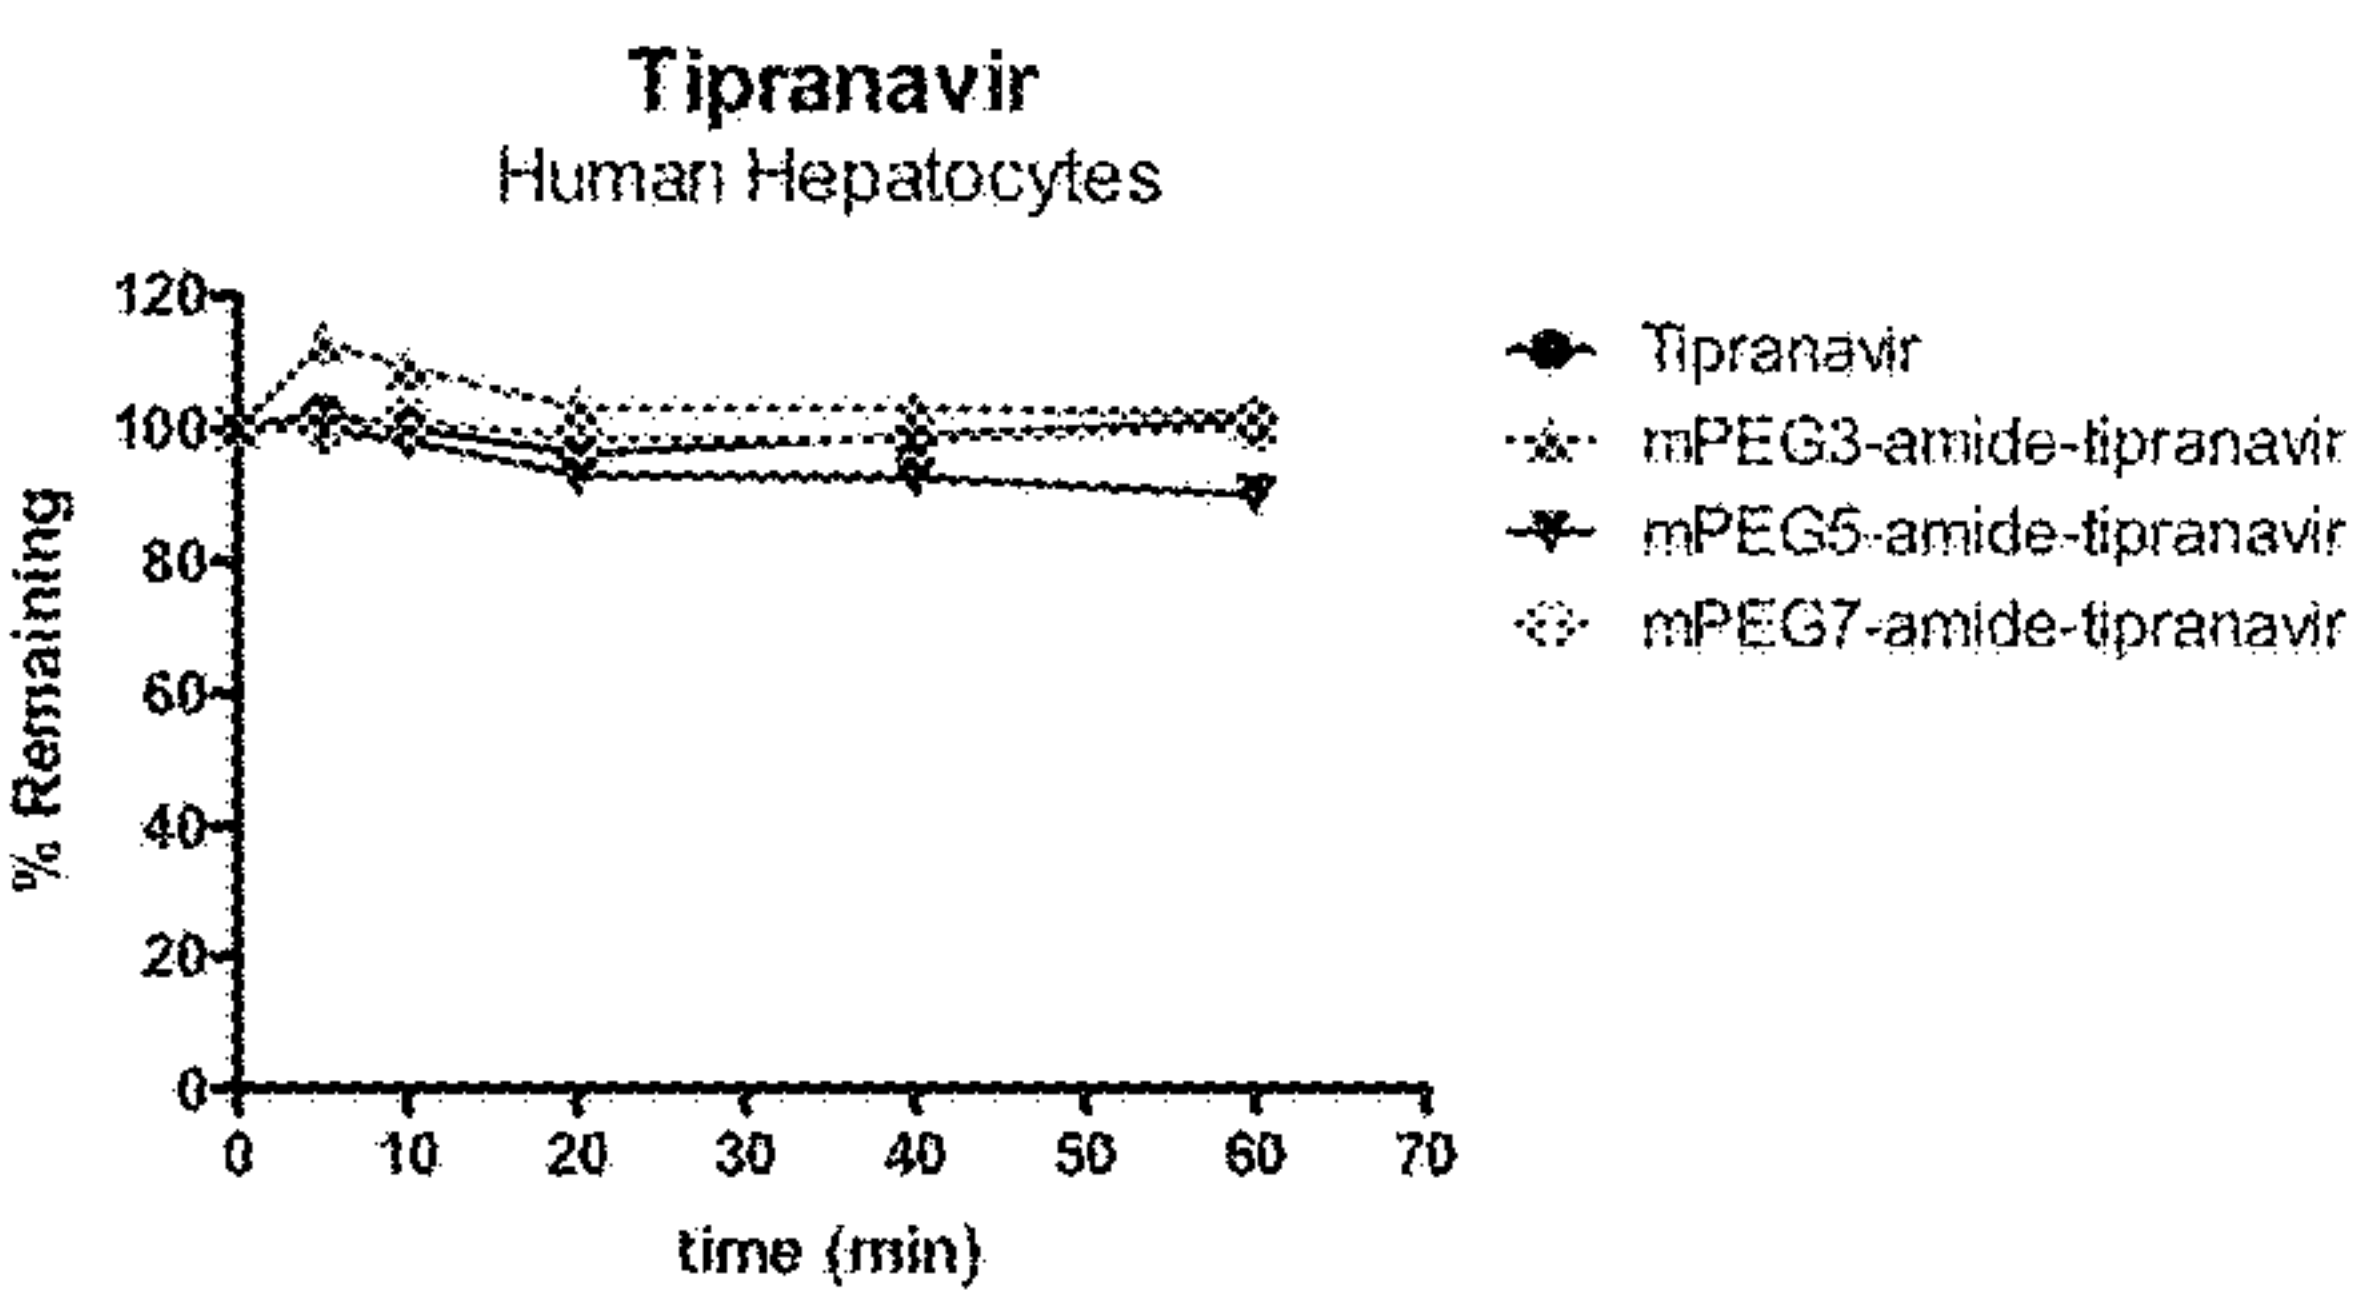 Tipranavir
Human Hepatocytes
120
100
80
60
40
20
0
% Remaining
0 10 20 30 40 50 60 70
time (min)
Tipranavir
mPEG3-amide-tipranavir
mPEG5-amide-tipranavir
mPEG7-amide-tipranavir